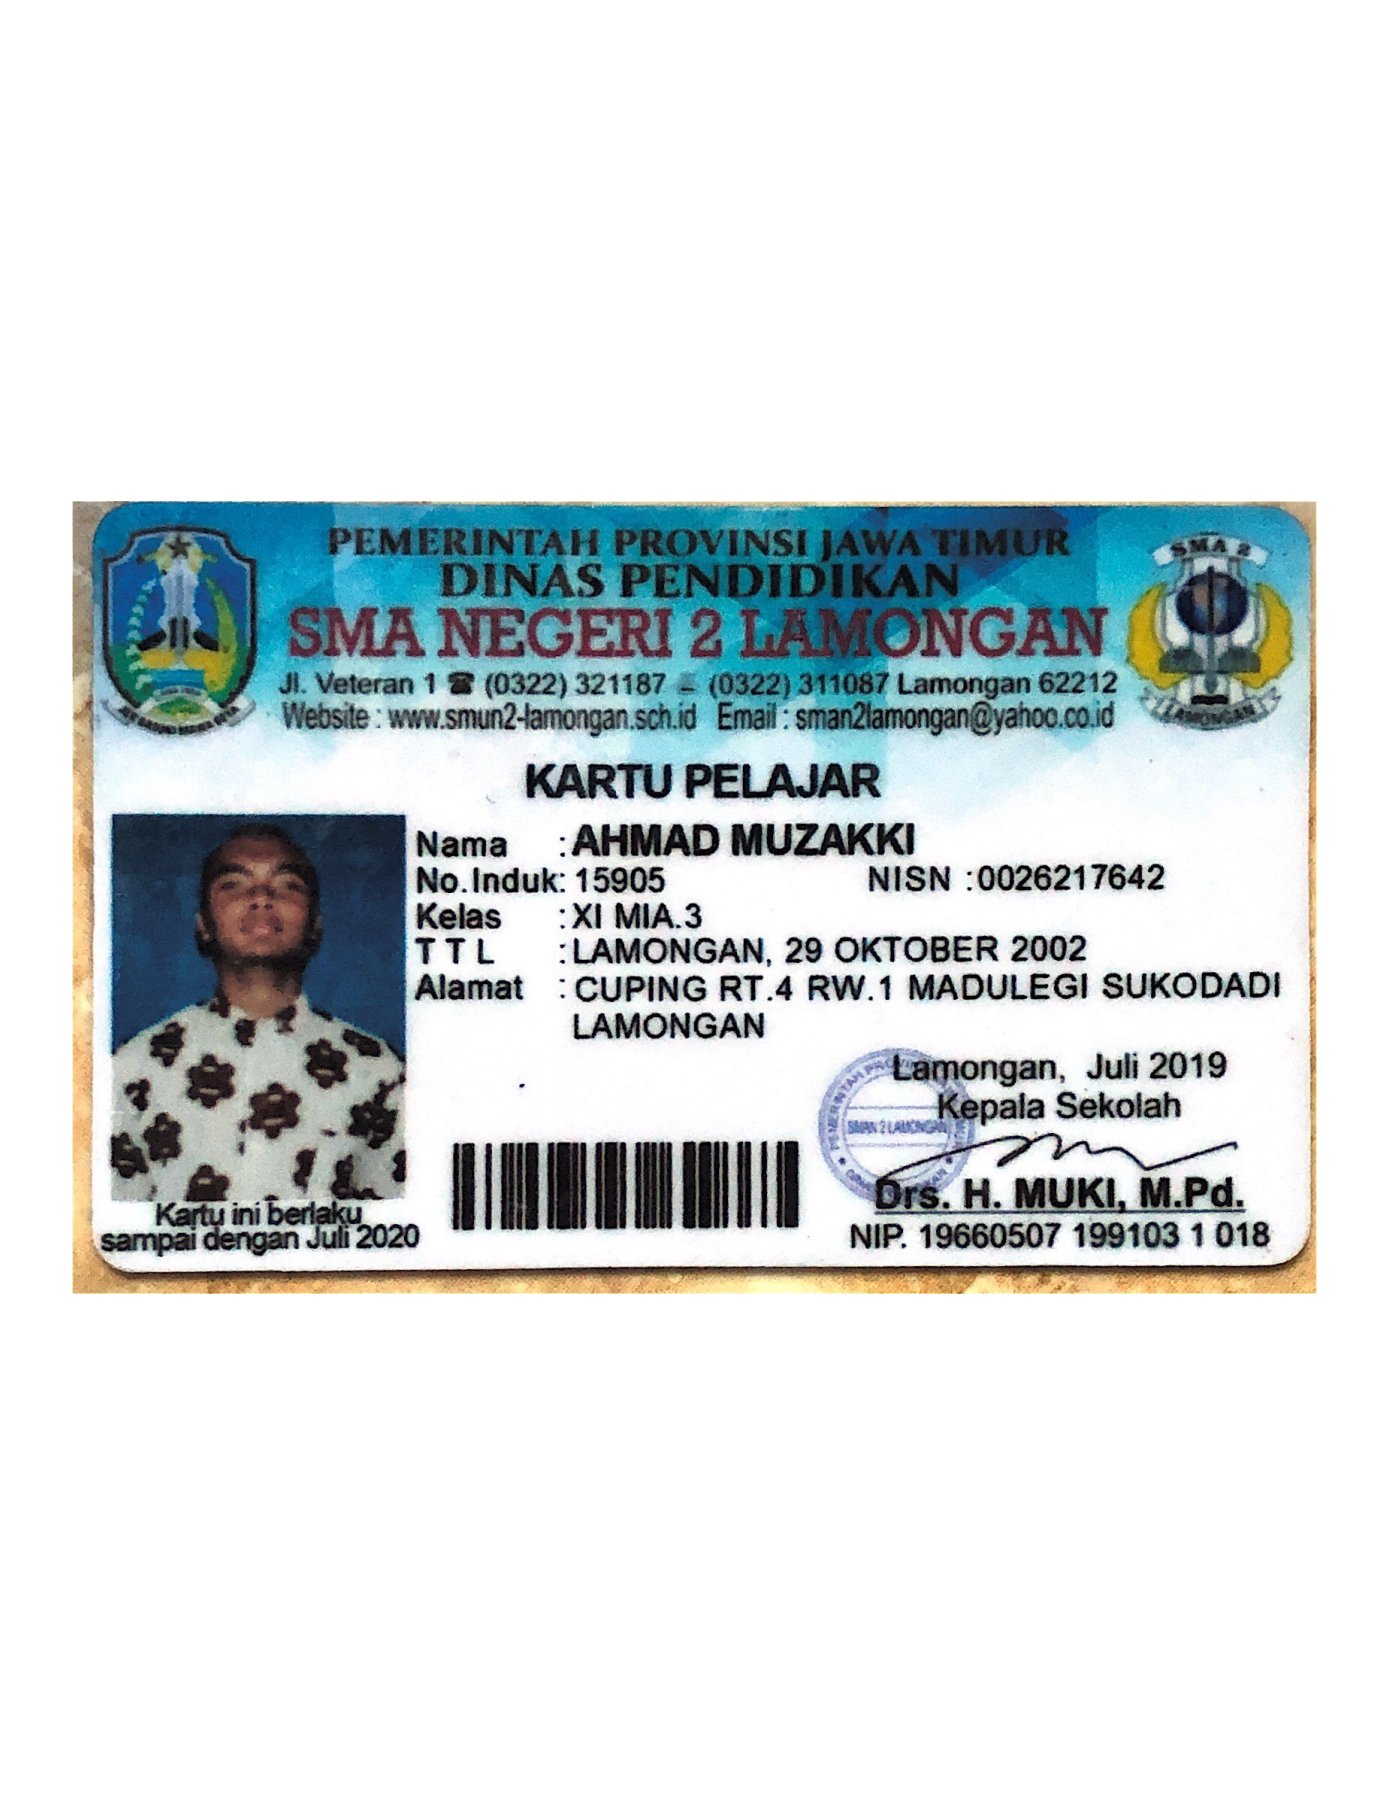 PEMERINTAH PROVINSI JAWA TIMUR
DINAS PENDIDIKAN
SMA NEGERI 2 LAMONGAN
Jl. Veteran 1 ☎ (0322) 321187 (0322) 311087 Lamongan 62212
Website : www.smun2-lamongan.sch.id Email : sman2lamongan@yahoo.co.id
SMA 2
LAMONGAN
KARTU PELAJAR
Nama : AHMAD MUZAKKI
No.Induk: 15905 NISN :0026217642
Kelas : XI MIA.3
T T L : LAMONGAN, 29 OKTOBER 2002
Alamat : CUPING RT.4 RW.1 MADULEGI SUKODADI
LAMONGAN
Lamongan, Juli 2019
Kepala Sekolah
SMAN 2 LAMONGAN
Drs. H. MUKI, M.Pd.
NIP. 19660507 199103 1 018
Kartu ini berlaku
sampai dengan Juli 2020